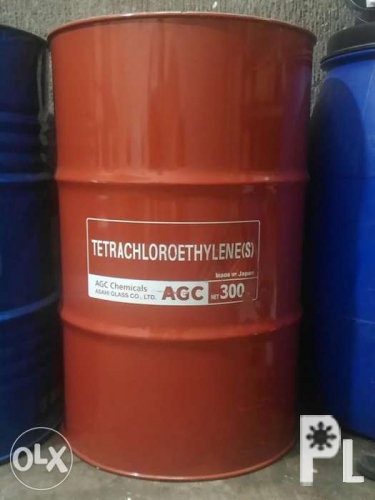 TETRACHLOROETHYLENE(S)
Made in Japan
AGC Chemicals
ASAHI GLASS CO., LTD.
AGC
NET 300
OLX
PL